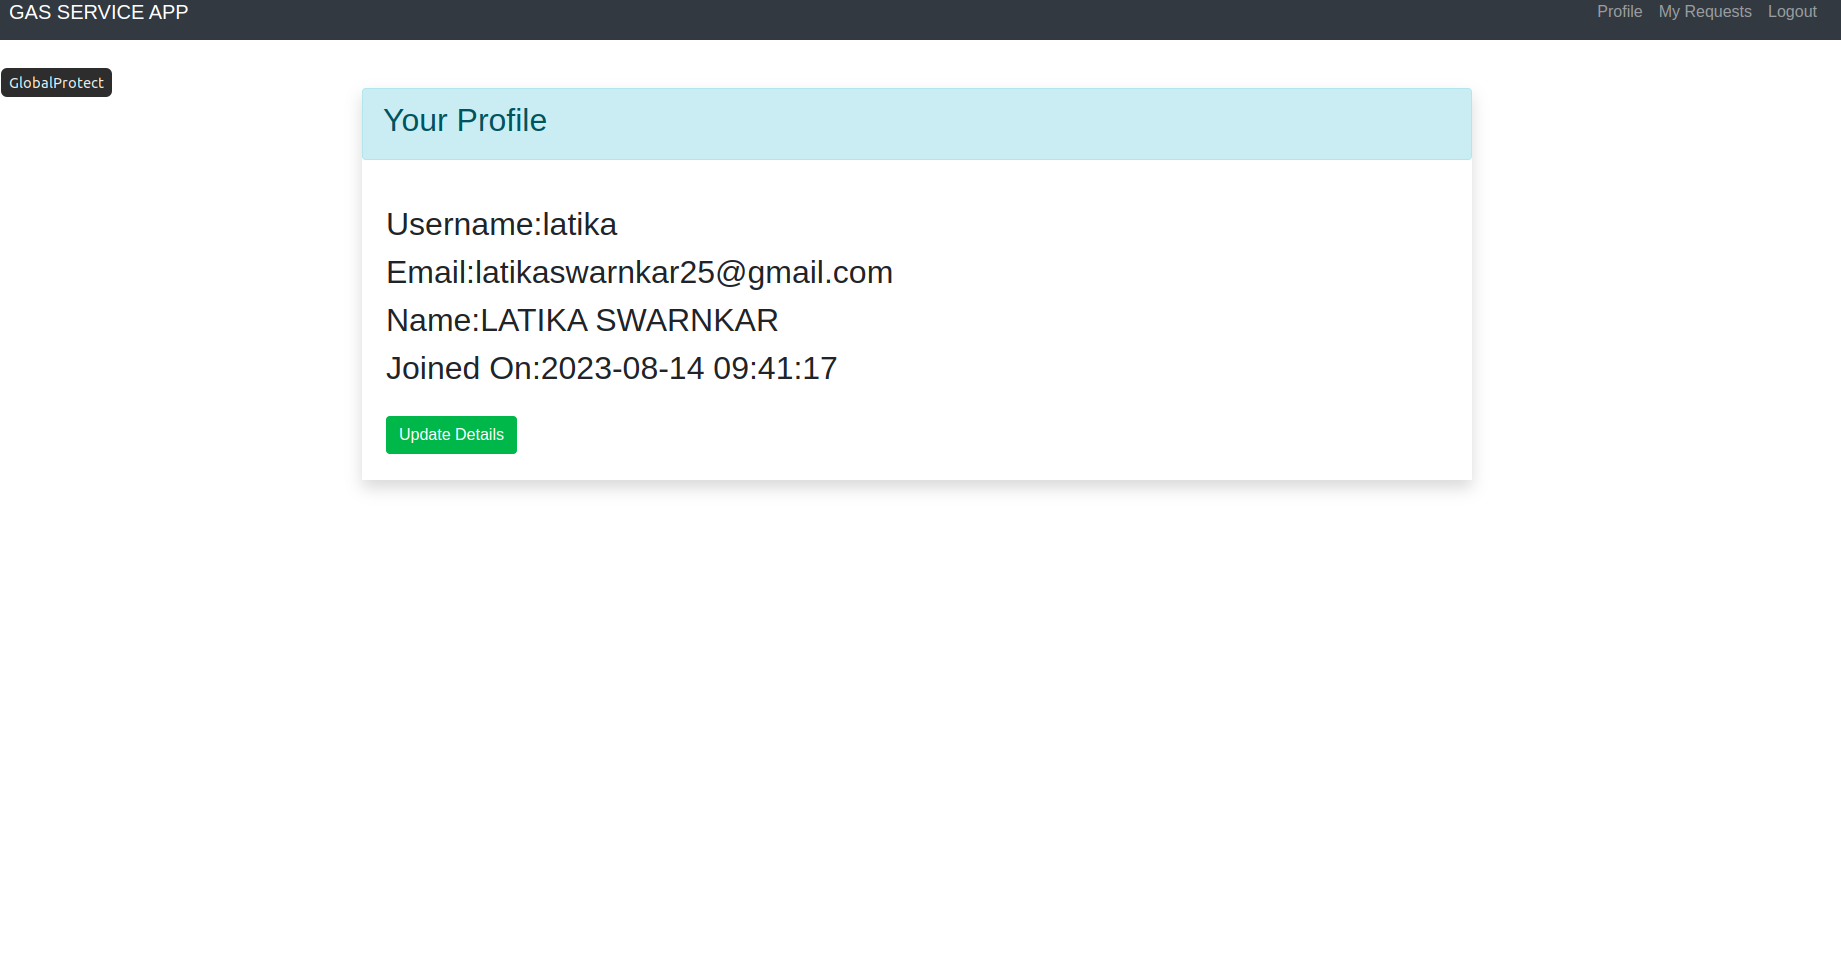 GAS SERVICE APP
Profile My Requests Logout
GlobalProtect
Your Profile
Username:latika
Email:latikaswarnkar25@gmail.com
Name:LATIKA SWARNKAR
Joined On:2023-08-14 09:41:17
Update Details